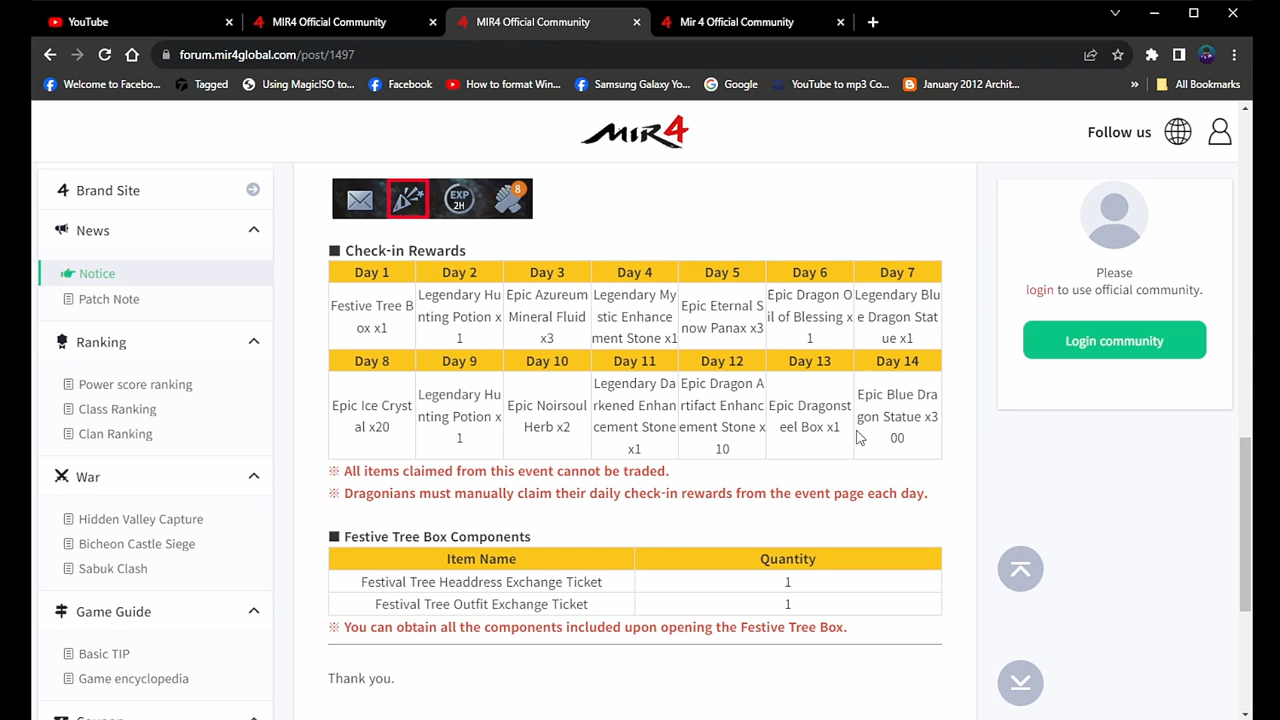 YouTube
MIR4 Official Community
MIR4 Official Community
Mir 4 Official Community
forum.mir4global.com/post/1497
Welcome to Facebo...
Tagged
Using MagicISO to...
Facebook
How to format Win...
Samsung Galaxy Yo...
Google
YouTube to mp3 Co...
January 2012 Archit...
»
All Bookmarks
MIR4
Follow us
4 Brand Site
News
Notice
Patch Note
Ranking
Power score ranking
Class Ranking
Clan Ranking
War
Hidden Valley Capture
Bicheon Castle Siege
Sabuk Clash
Game Guide
Basic TIP
Game encyclopedia
EXP
2H
8
■ Check-in Rewards
Day 1 Day 2 Day 3 Day 4 Day 5 Day 6 Day 7
Festive Tree B
ox x1
Legendary Hu
nting Potion x
1
Epic Azureum
Mineral Fluid
x3
Legendary My
stic Enhance
ment Stone x1
Epic Eternal S
now Panax x3
Epic Dragon O
il of Blessing x
1
Legendary Blu
e Dragon Stat
ue x1
Day 8 Day 9 Day 10 Day 11 Day 12 Day 13 Day 14
Epic Ice Cryst
al x20
Legendary Hu
nting Potion x
1
Epic Noirsoul
Herb x2
Legendary Da
rkened Enhan
cement Stone
x1
Epic Dragon A
rtifact Enhanc
ement Stone x
10
Epic Dragonst
eel Box x1
Epic Blue Dra
gon Statue x3
00
※ All items claimed from this event cannot be traded.
※ Dragonians must manually claim their daily check-in rewards from the event page each day.
■ Festive Tree Box Components
Item Name Quantity
Festival Tree Headdress Exchange Ticket 1
Festival Tree Outfit Exchange Ticket 1
※ You can obtain all the components included upon opening the Festive Tree Box.
Thank you.
Please
login to use official community.
Login community